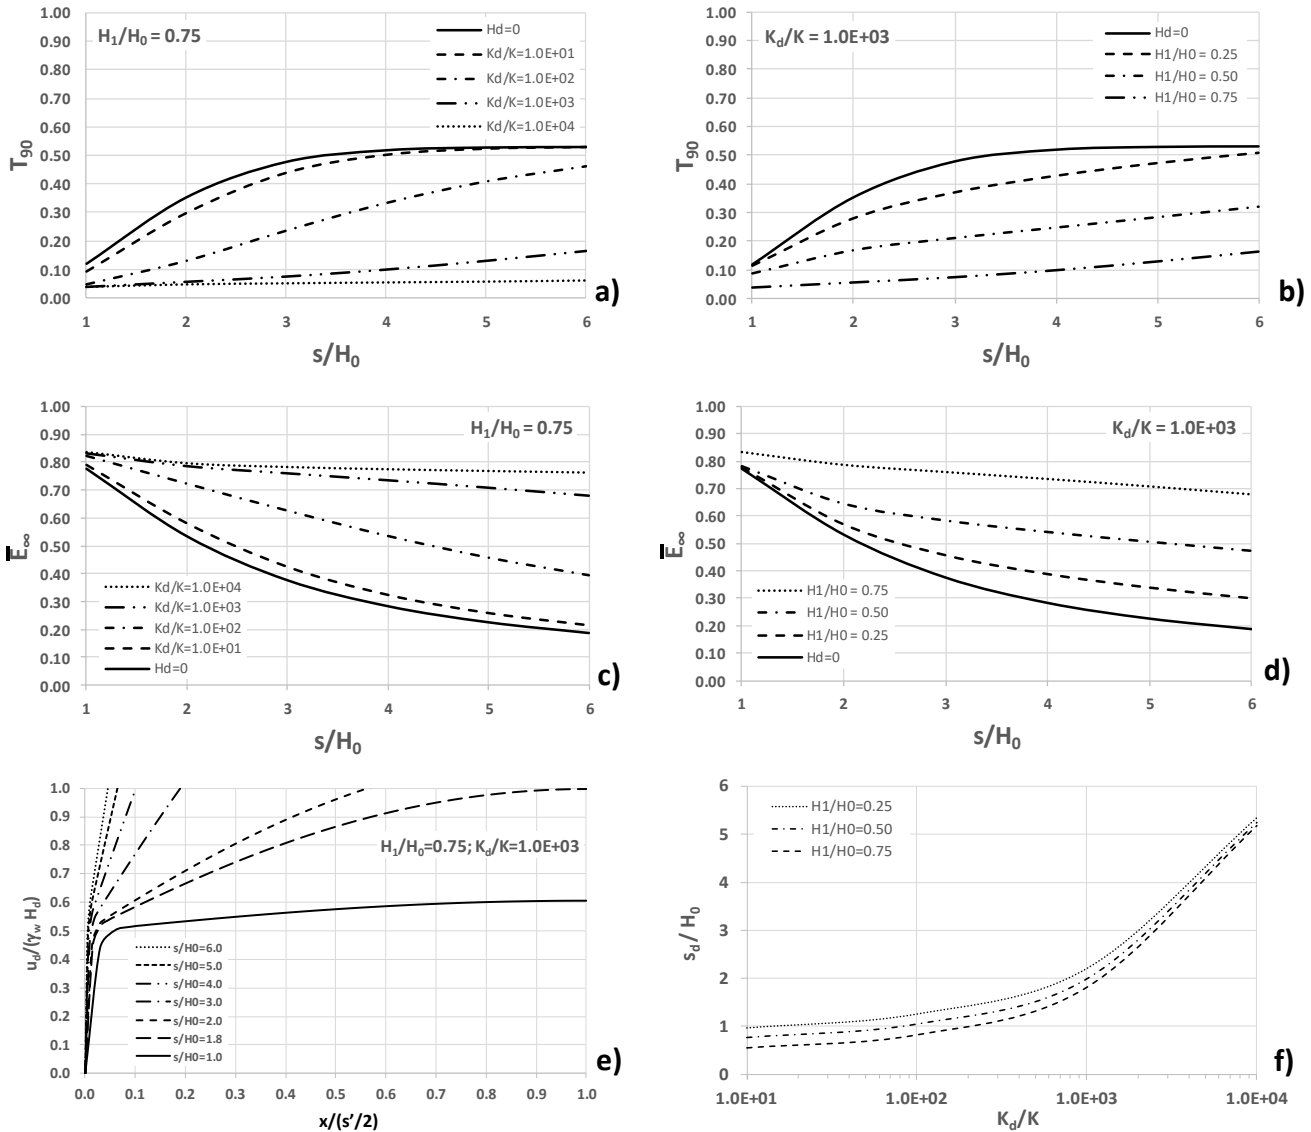 H1/H0 = 0.75
Hd=0
Kd/K=1.0E+01
Kd/K=1.0E+02
Kd/K=1.0E+03
Kd/K=1.0E+04
1.00
0.90
0.80
0.70
0.60
0.50
0.40
0.30
0.20
0.10
0.00
T90
1 2 3 4 5 6
s/H0
a)
Kd/K = 1.0E+03
Hd=0
H1/H0 = 0.25
H1/H0 = 0.50
H1/H0 = 0.75
1.00
0.90
0.80
0.70
0.60
0.50
0.40
0.30
0.20
0.10
0.00
T90
1 2 3 4 5 6
s/H0
b)
H1/H0 = 0.75
1.00
0.90
0.80
0.70
0.60
0.50
0.40
0.30
0.20
0.10
0.00
E̅∞
Kd/K=1.0E+04
Kd/K=1.0E+03
Kd/K=1.0E+02
Kd/K=1.0E+01
Hd=0
1 2 3 4 5 6
s/H0
c)
Kd/K = 1.0E+03
1.00
0.90
0.80
0.70
0.60
0.50
0.40
0.30
0.20
0.10
0.00
E̅∞
H1/H0 = 0.75
H1/H0 = 0.50
H1/H0 = 0.25
Hd=0
1 2 3 4 5 6
s/H0
d)
1.0
0.9
0.8
0.7
0.6
0.5
0.4
0.3
0.2
0.1
0.0
ud/(γw Hd)
H1/H0=0.75; Kd/K=1.0E+03
s/H0=6.0
s/H0=5.0
s/H0=4.0
s/H0=3.0
s/H0=2.0
s/H0=1.8
s/H0=1.0
0.0 0.1 0.2 0.3 0.4 0.5 0.6 0.7 0.8 0.9 1.0
x/(s'/2)
e)
6
5
4
3
2
1
0
sd/ H0
H1/H0=0.25
H1/H0=0.50
H1/H0=0.75
1.0E+01 1.0E+02 1.0E+03 1.0E+04
Kd/K
f)